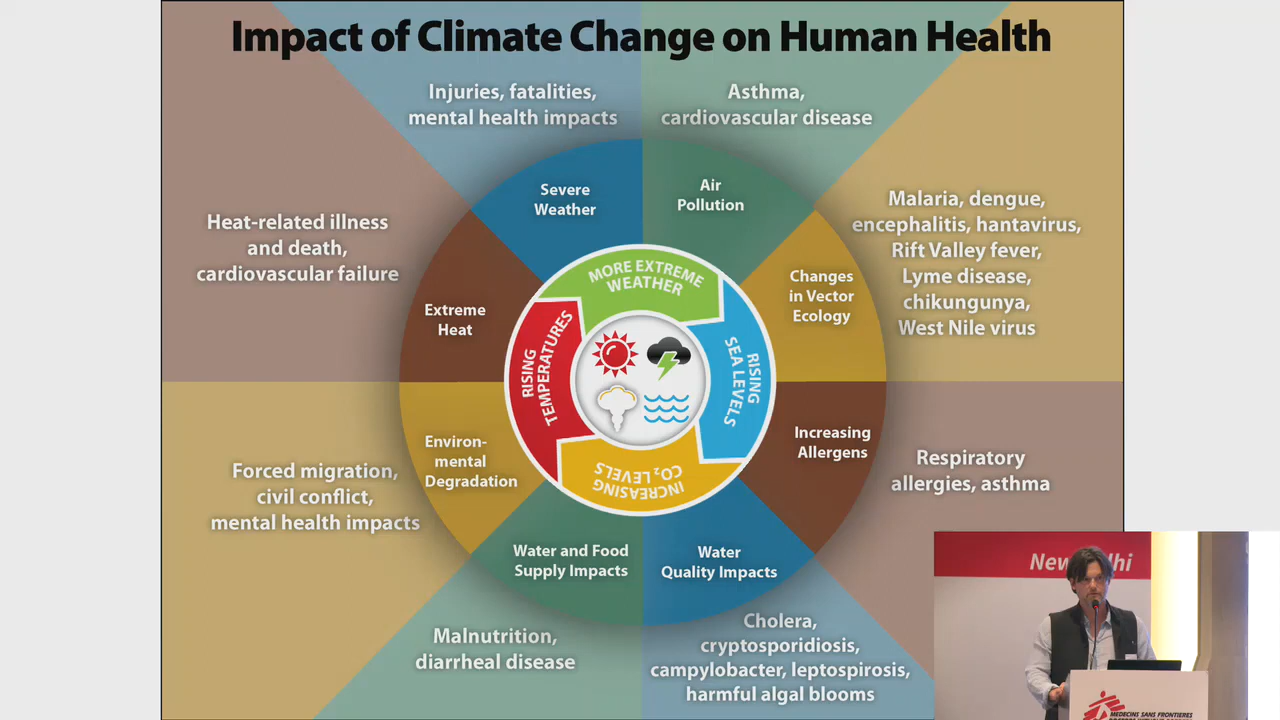 Impact of Climate Change on Human Health
Injuries, fatalities,
mental health impacts
Asthma,
cardiovascular disease
Severe
Weather
Air
Pollution
Heat-related illness
and death,
cardiovascular failure
Malaria, dengue,
encephalitis, hantavirus,
Rift Valley fever,
Lyme disease,
chikungunya,
West Nile virus
Extreme
Heat
Changes
in Vector
Ecology
MORE EXTREME
WEATHER
RISING
TEMPERATURES
RISING
SEA LEVELS
INCREASING
CO₂ LEVELS
Environ-
mental
Degradation
Increasing
Allergens
Forced migration,
civil conflict,
mental health impacts
Respiratory
allergies, asthma
Water and Food
Supply Impacts
Water
Quality Impacts
Malnutrition,
diarrheal disease
Cholera,
cryptosporidiosis,
campylobacter, leptospirosis,
harmful algal blooms
MEDECINS SANS FRONTIERES